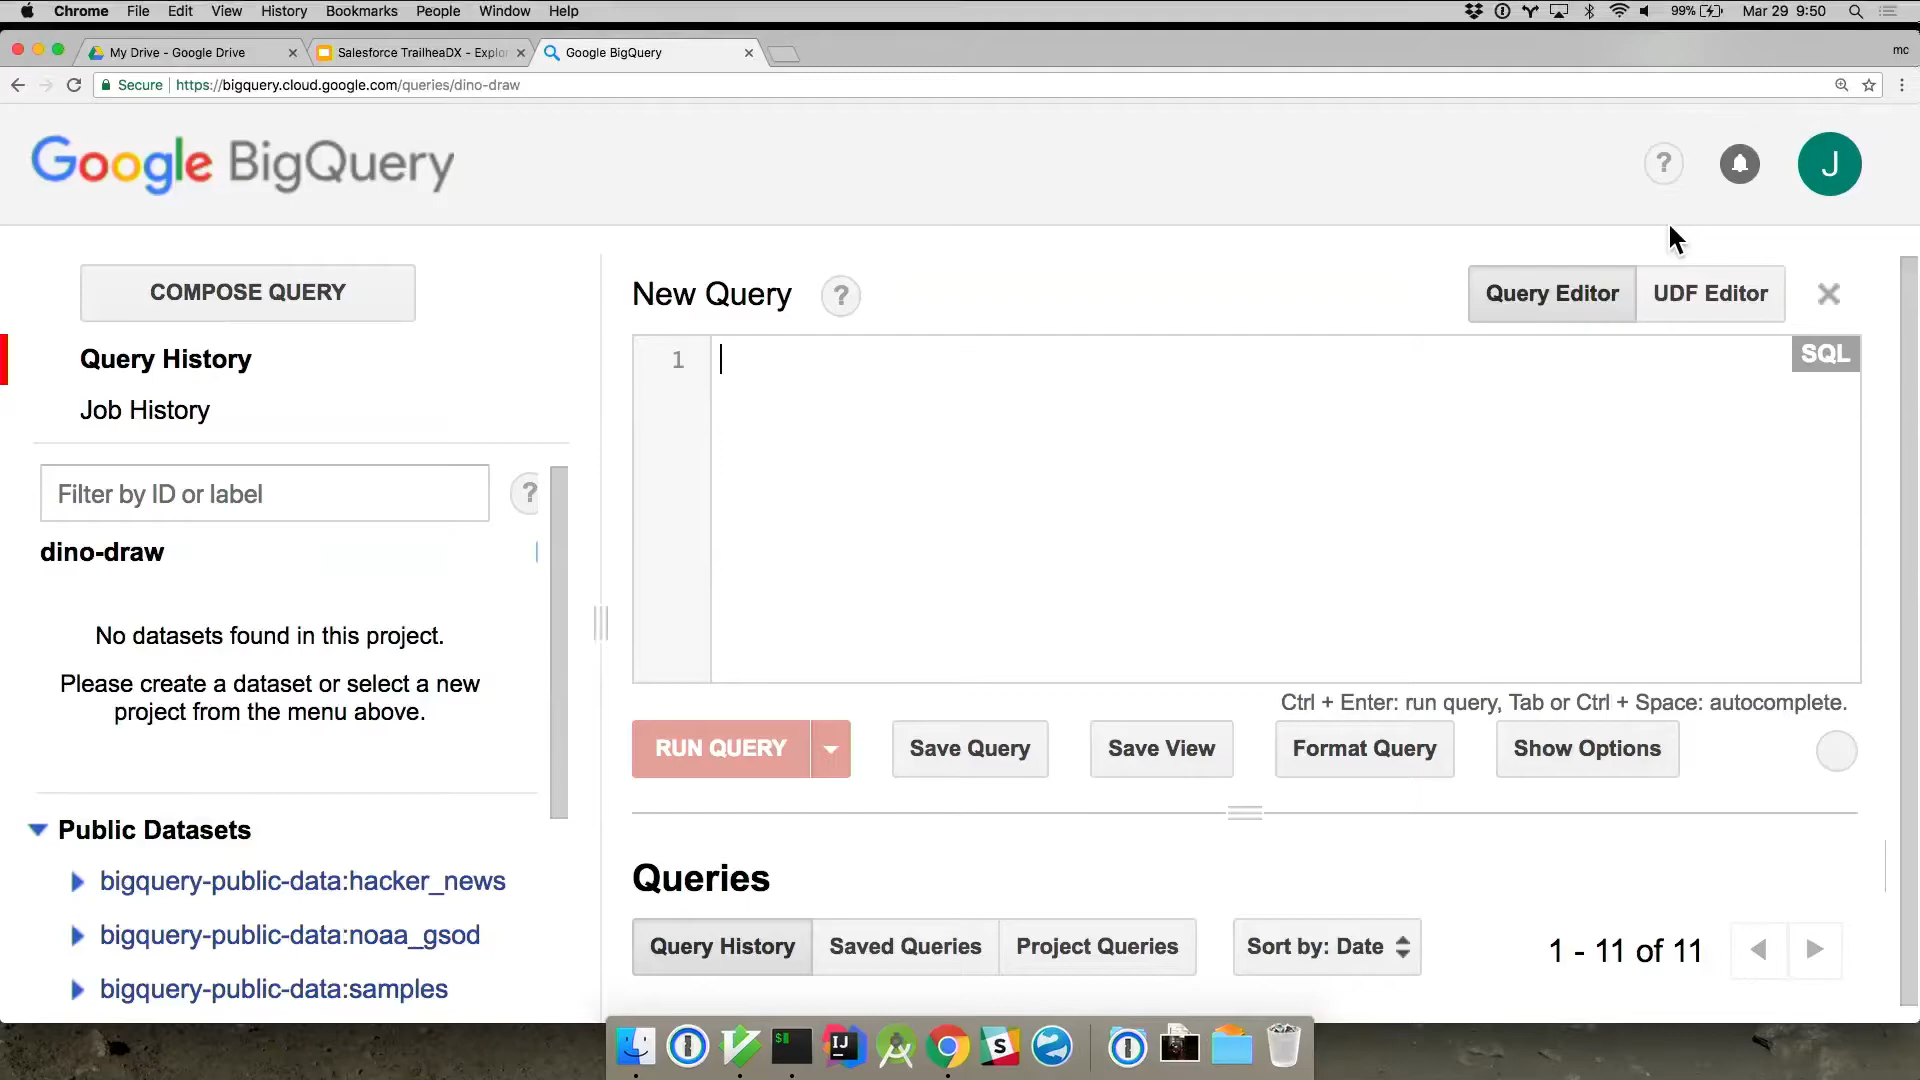 Chrome File Edit View History Bookmarks People Window Help 99% Mar 29 9:50
My Drive - Google Drive Salesforce TrailheaDX - Explor Google BigQuery mc
Secure https://bigquery.cloud.google.com/queries/dino-draw
Google BigQuery ? J
COMPOSE QUERY
Query History
Job History
Filter by ID or label ?
dino-draw
No datasets found in this project.
Please create a dataset or select a new
project from the menu above.
Public Datasets
bigquery-public-data:hacker_news
bigquery-public-data:noaa_gsod
bigquery-public-data:samples
New Query ? Query Editor UDF Editor
1 SQL
Ctrl + Enter: run query, Tab or Ctrl + Space: autocomplete.
RUN QUERY Save Query Save View Format Query Show Options
Queries
Query History Saved Queries Project Queries Sort by: Date 1 - 11 of 11
$ IJ S